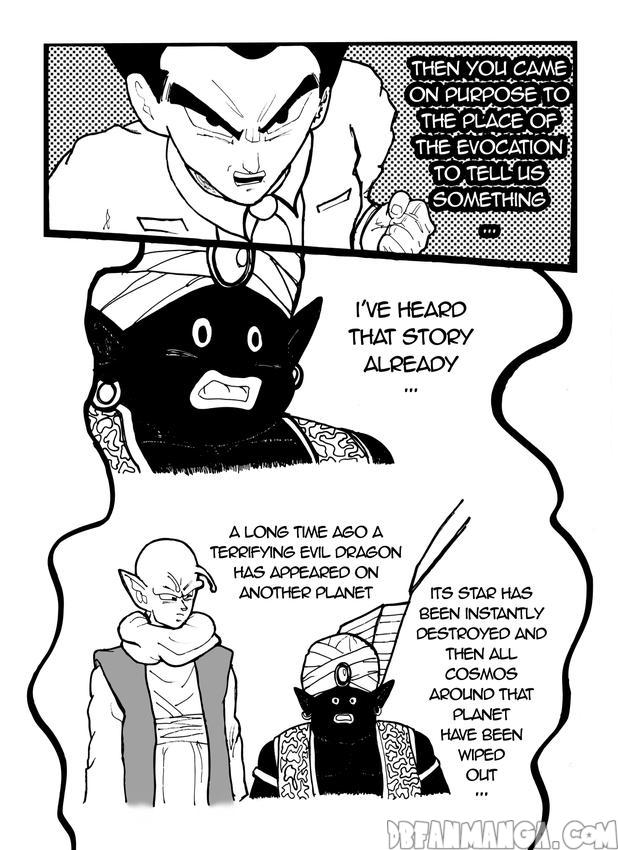 THEN YOU CAME
ON PURPOSE TO
THE PLACE OF
THE EVOCATION
TO TELL US
SOMETHING
...
I'VE HEARD
THAT STORY
ALREADY
...
A LONG TIME AGO A
TERRIFYING EVIL DRAGON
HAS APPEARED ON
ANOTHER PLANET
ITS STAR HAS
BEEN INSTANTLY
DESTROYED AND
THEN ALL
COSMOS
AROUND THAT
PLANET
HAVE BEEN
WIPED
OUT
...
DBFANMANGA.COM